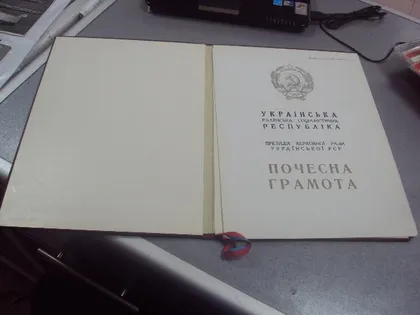 УКРАЇНСЬКА
РАДЯНСЬКА СОЦІАЛІСТИЧНА
РЕСПУБЛІКА
ПРЕЗИДІЯ ВЕРХОВНОЇ РАДИ
УКРАЇНСЬКОЇ РСР
ПОЧЕСНА
ГРАМОТА